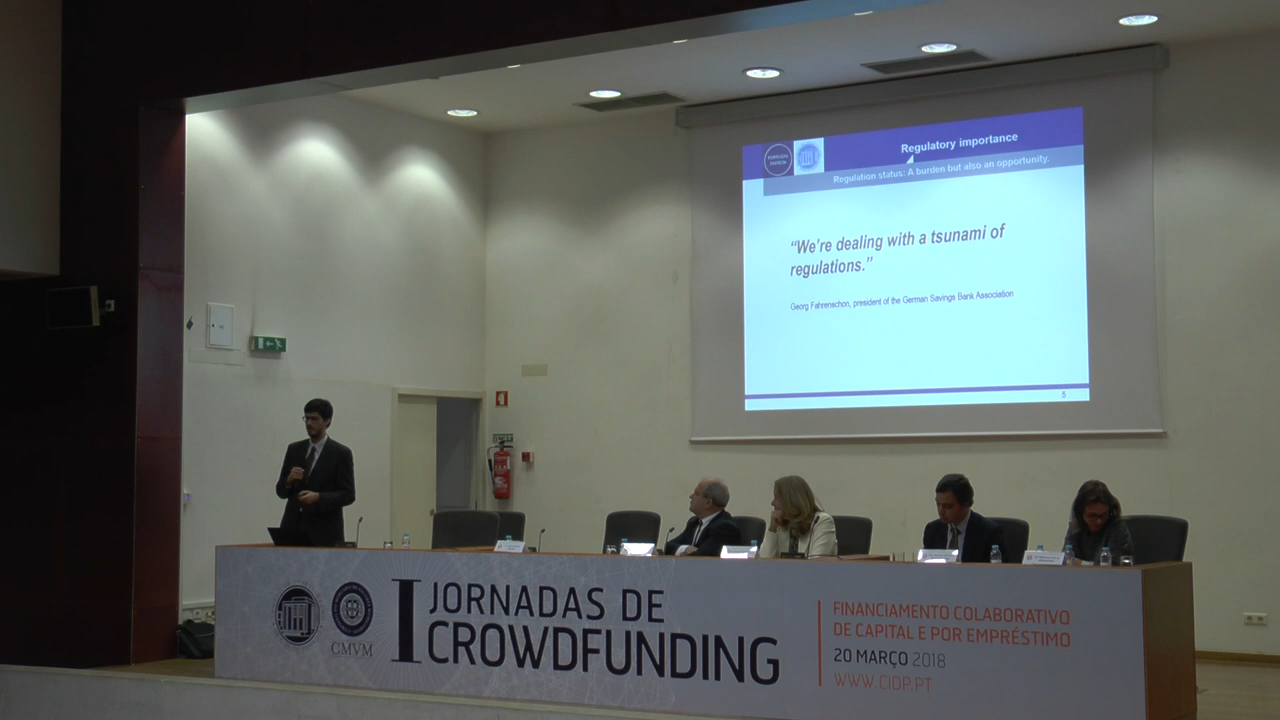 PORTUGAL
FINTECH
Regulatory importance
Regulation status: A burden but also an opportunity.
“We’re dealing with a tsunami of
regulations.”
Georg Fahrenschon, president of the German Savings Bank Association
5
I JORNADAS DE
CROWDFUNDING
CMVM
FINANCIAMENTO COLABORATIVO
DE CAPITAL E POR EMPRÉSTIMO
20 MARÇO 2018
WWW.CIDP.PT